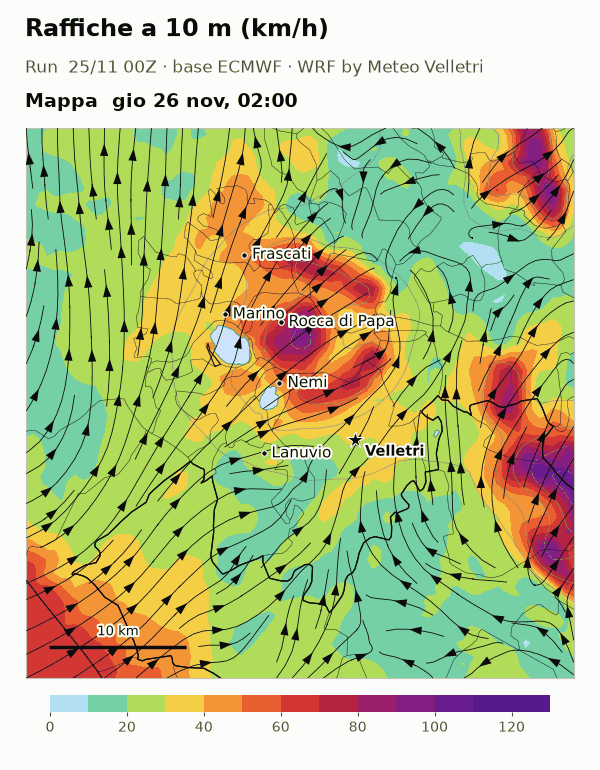 Raffiche a 10 m (km/h)
Run  25/11 00Z · base ECMWF · WRF by Meteo Velletri
Mappa  gio 26 nov, 02:00
Frascati
Marino
Rocca di Papa
Nemi
Velletri
Lanuvio
10 km
0 20 40 60 80 100 120